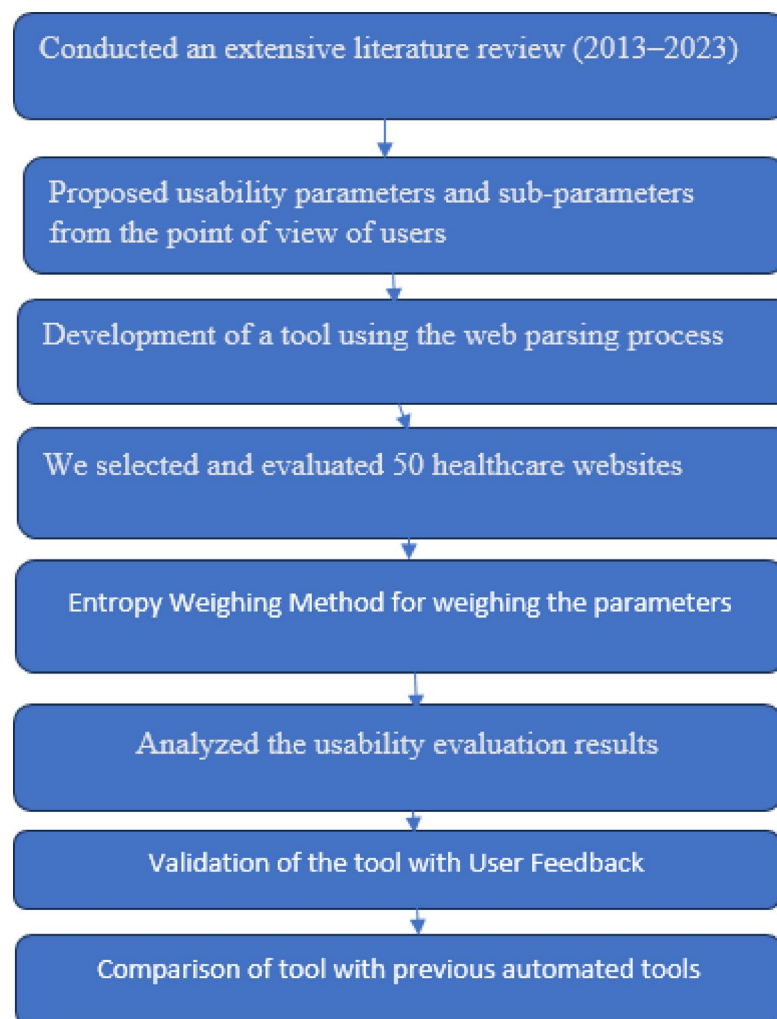 Conducted an extensive literature review (2013–2023)
Proposed usability parameters and sub-parameters
from the point of view of users
Development of a tool using the web parsing process
We selected and evaluated 50 healthcare websites
Entropy Weighing Method for weighing the parameters
Analyzed the usability evaluation results
Validation of the tool with User Feedback
Comparison of tool with previous automated tools